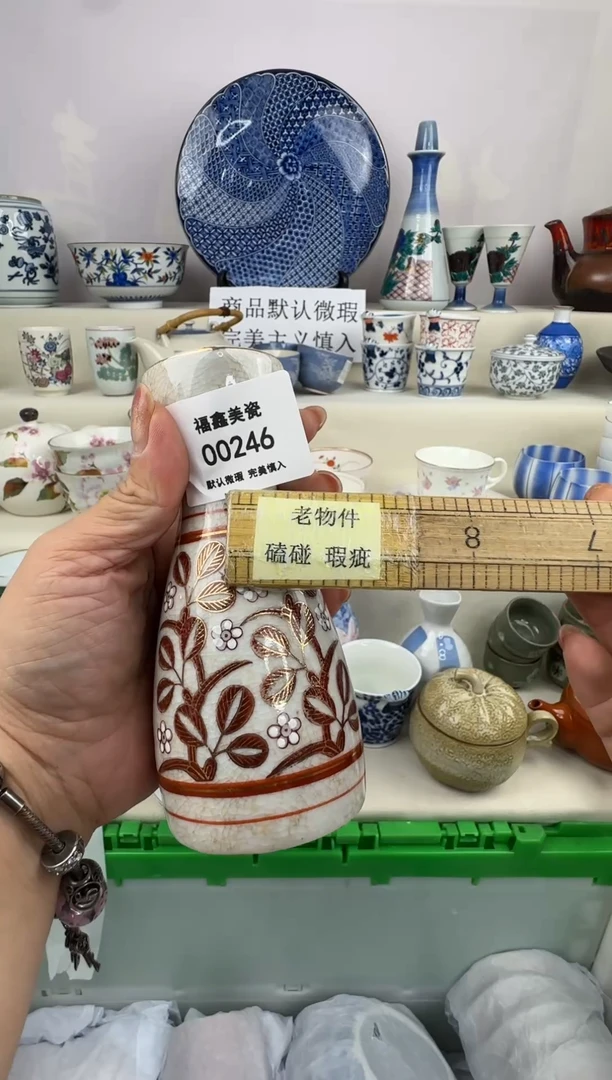 商品默认微瑕
完美主义慎入
福鑫美瓷
00246
默认微瑕 完美慎入
老物件
磕碰 瑕疵
8
7